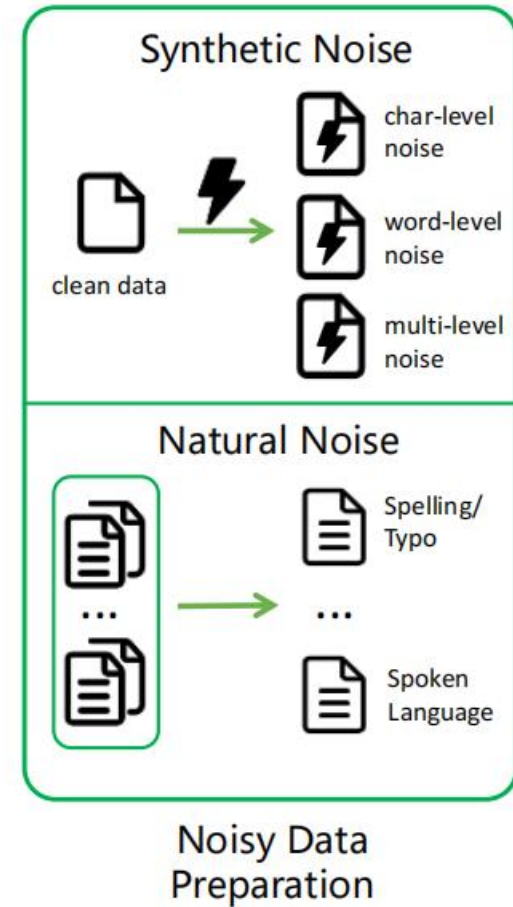 Synthetic Noise
clean data
char-level
noise
word-level
noise
multi-level
noise
Natural Noise
...
Spelling/
Typo
...
Spoken
Language
Noisy Data
Preparation